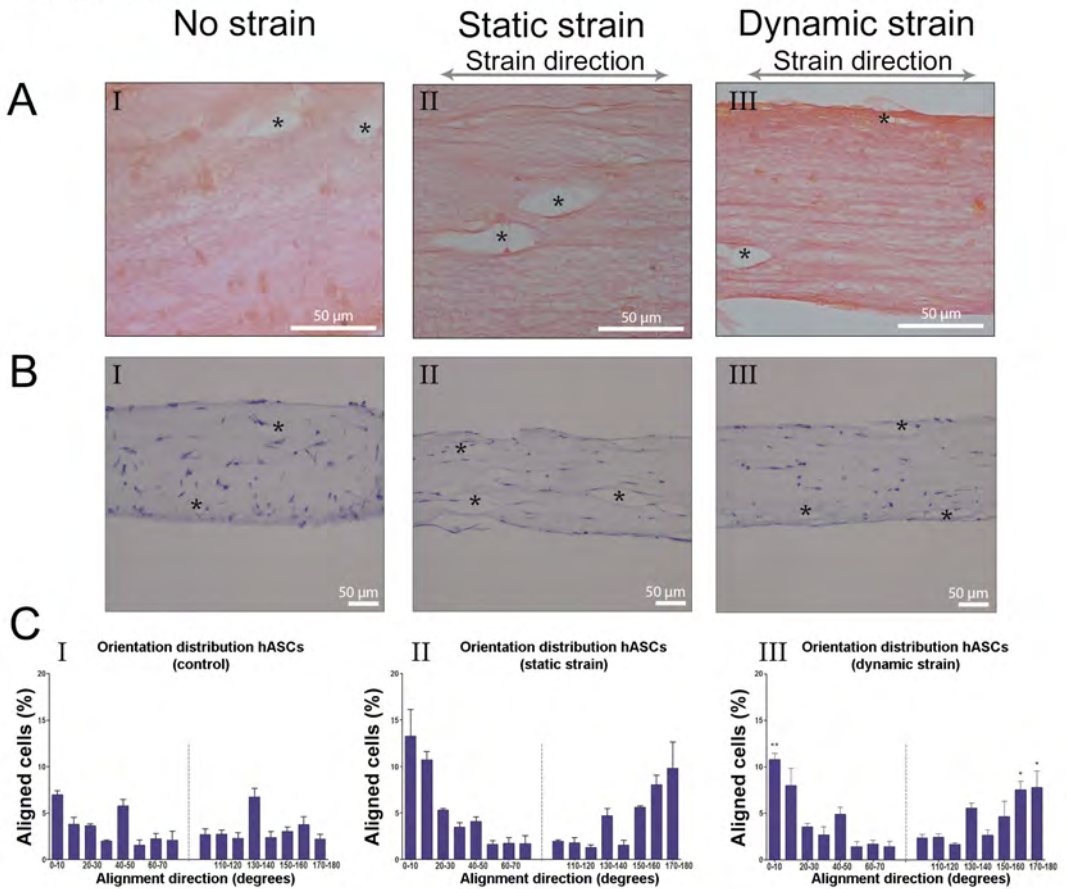 No strain
Static strain
Dynamic strain
Strain direction
Strain direction
A
I
*
*
50 µm
II
*
*
50 µm
III
*
*
50 µm
B
I
*
*
50 µm
II
*
*
*
50 µm
III
*
*
*
50 µm
C
I
Orientation distribution hASCs
(control)
Aligned cells (%)
20
15
10
5
0
0-10 20-30 40-50 60-70 110-120 130-140 150-160 170-180
Alignment direction (degrees)
II
Orientation distribution hASCs
(static strain)
Aligned cells (%)
20
15
10
5
0
0-10 20-30 40-50 60-70 110-120 130-140 150-160 170-180
Alignment direction (degrees)
III
Orientation distribution hASCs
(dynamic strain)
Aligned cells (%)
20
15
10
5
0
**
*
*
0-10 20-30 40-50 60-70 110-120 130-140 150-160 170-180
Alignment direction (degrees)